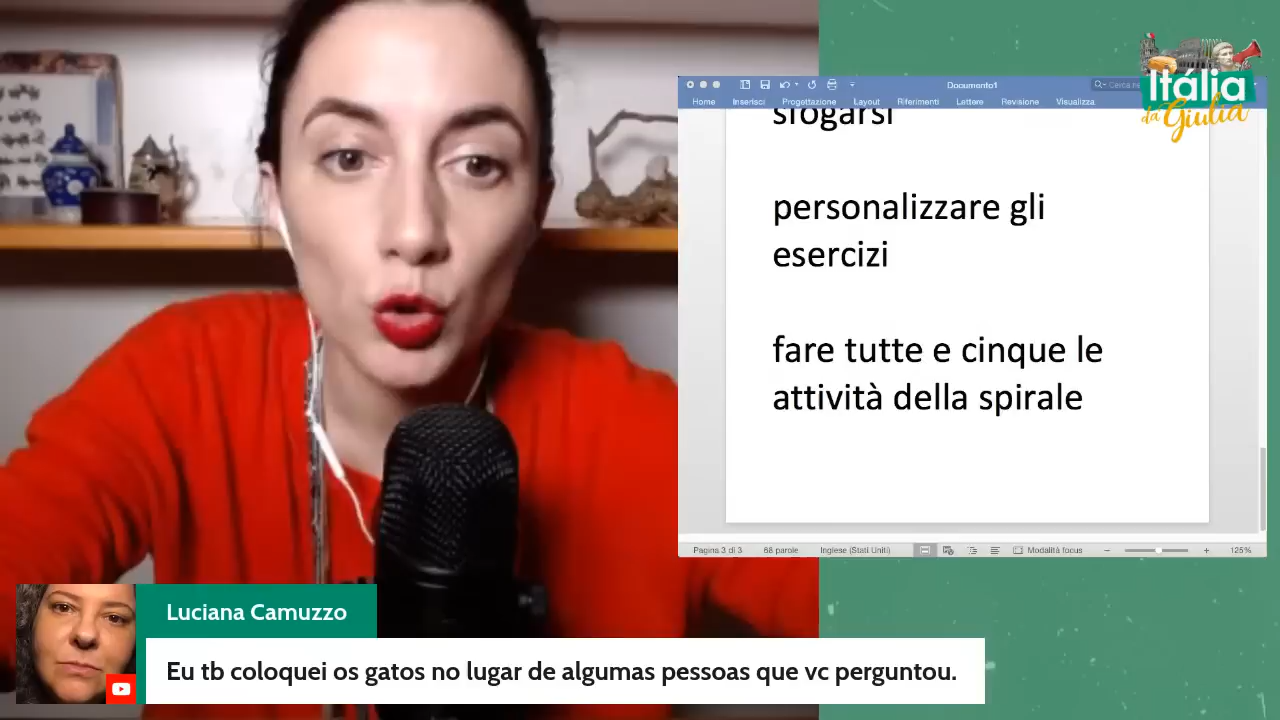 Itália
da Giulia
Documento1
Cerca ne
Home Inserisci Progettazione Layout Riferimenti Lettere Revisione Visualizza
sfogarsi
personalizzare gli
esercizi
fare tutte e cinque le
attività della spirale
Pagina 3 di 3 68 parole Inglese (Stati Uniti) Modalità focus 125%
Luciana Camuzzo
Eu tb coloquei os gatos no lugar de algumas pessoas que vc perguntou.